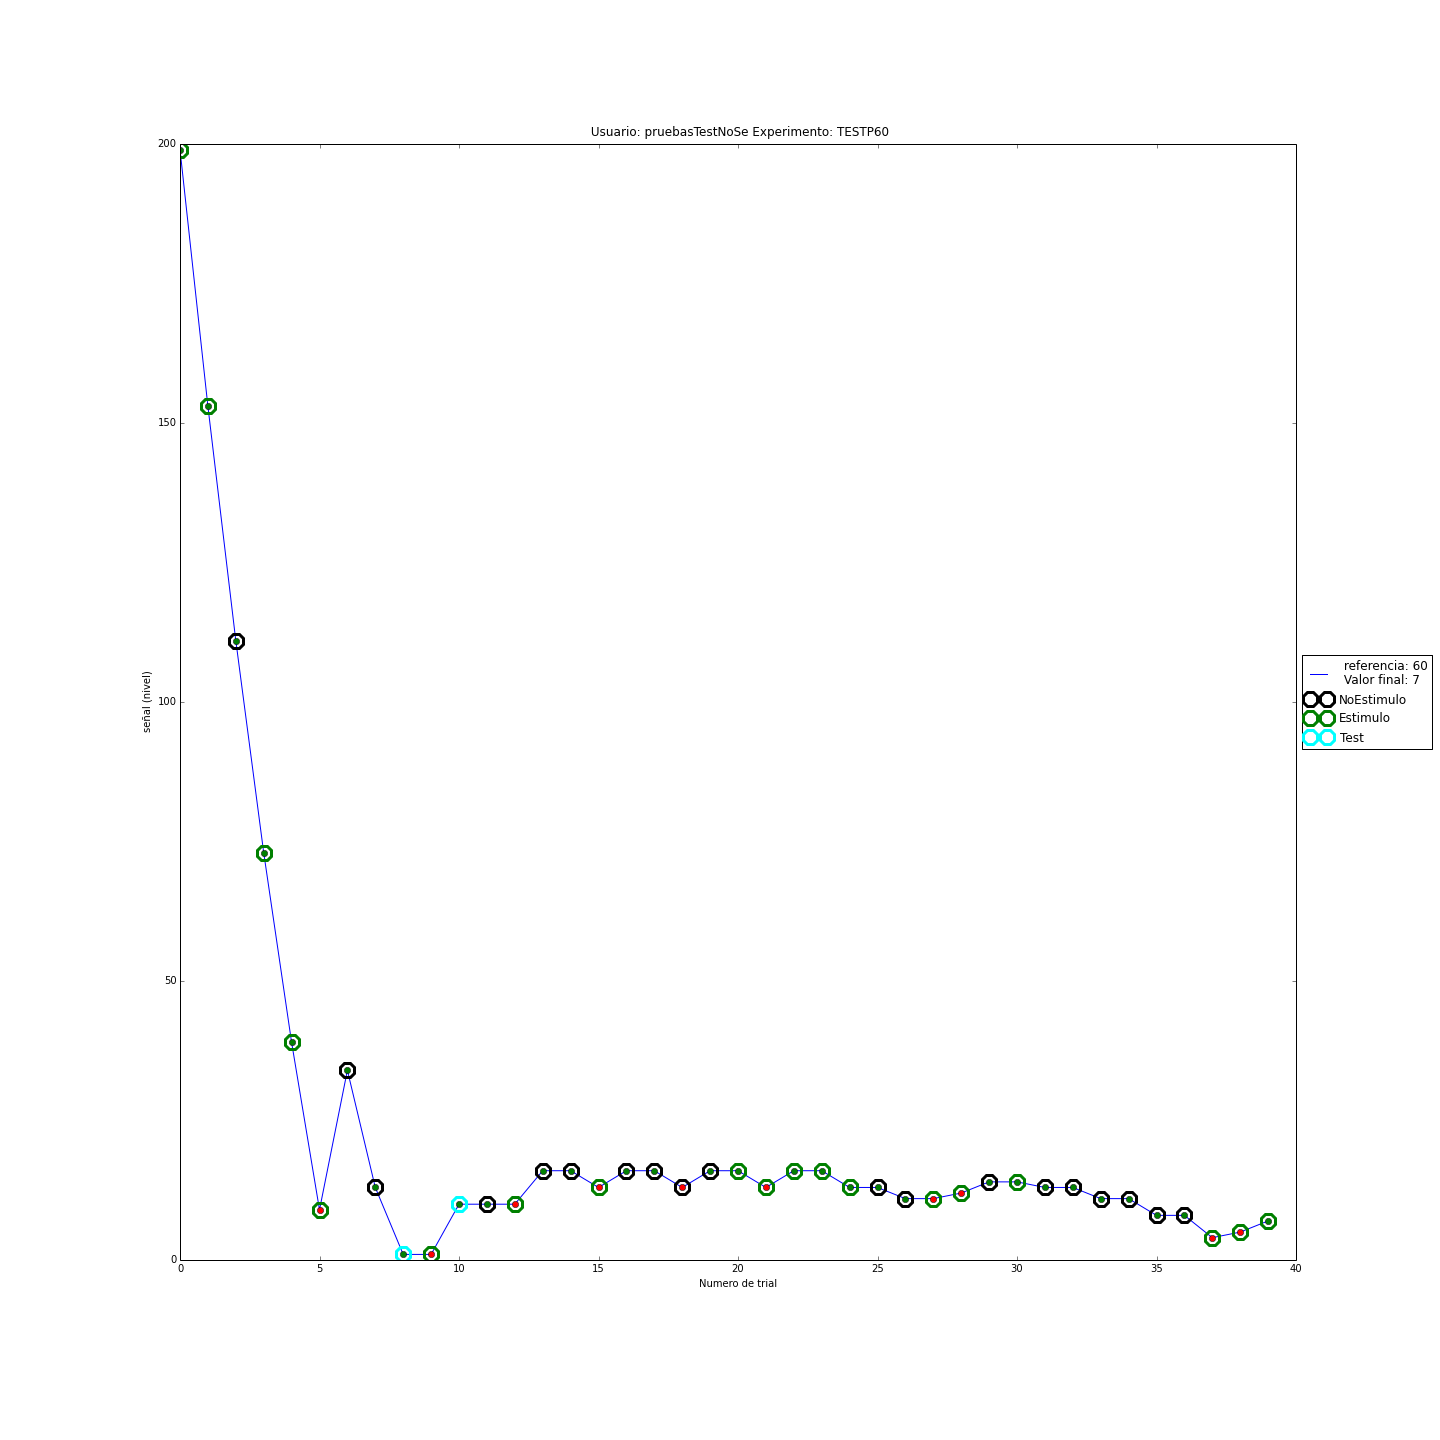 Usuario: pruebasTestNoSe Experimento: TESTP60
200
150
100
50
0
señal (nivel)
0 5 10 15 20 25 30 35 40
Numero de trial
referencia: 60
Valor final: 7
NoEstimulo
Estimulo
Test